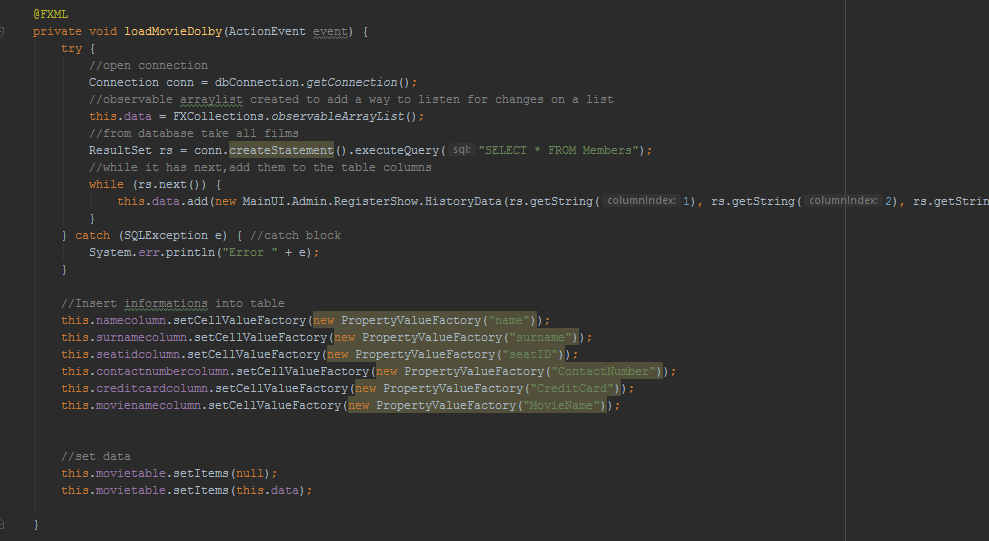 @FXML
private void loadMovieDolby(ActionEvent event) {
try {
//open connection
Connection conn = dbConnection.getConnection();
//observable arraylist created to add a way to listen for changes on a list
this.data = FXCollections.observableArrayList();
//from database take all films
ResultSet rs = conn.createStatement().executeQuery( sql: "SELECT * FROM Members");
//while it has next,add them to the table columns
while (rs.next()) {
this.data.add(new MainUI.Admin.RegisterShow.HistoryData(rs.getString( columnIndex: 1), rs.getString( columnIndex: 2), rs.getStrin
}
} catch (SQLException e) { //catch block
System.err.println("Error " + e);
}
//Insert informations into table
this.namecolumn.setCellValueFactory(new PropertyValueFactory("name"));
this.surnamecolumn.setCellValueFactory(new PropertyValueFactory("surname"));
this.seatidcolumn.setCellValueFactory(new PropertyValueFactory("seatID"));
this.contactnumbercolumn.setCellValueFactory(new PropertyValueFactory("ContactNumber"));
this.creditcardcolumn.setCellValueFactory(new PropertyValueFactory("CreditCard"));
this.movienamecolumn.setCellValueFactory(new PropertyValueFactory("MovieName"));
//set data
this.movietable.setItems(null);
this.movietable.setItems(this.data);
}